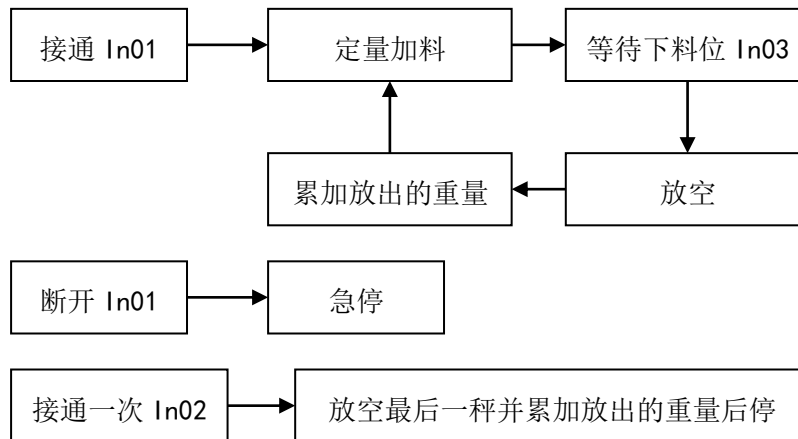 接通 In01
定量加料
等待下料位 In03
累加放出的重量
放空
断开 In01
急停
接通一次 In02
放空最后一秤并累加放出的重量后停